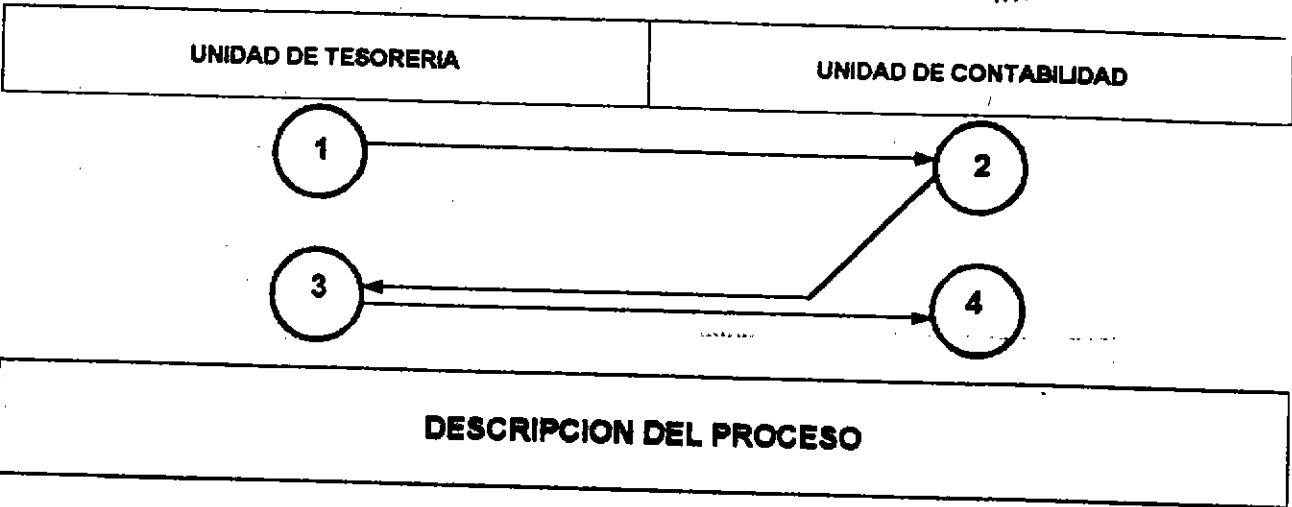 UNIDAD DE TESORERIA
UNIDAD DE CONTABILIDAD
1
2
3
4
DESCRIPCION DEL PROCESO